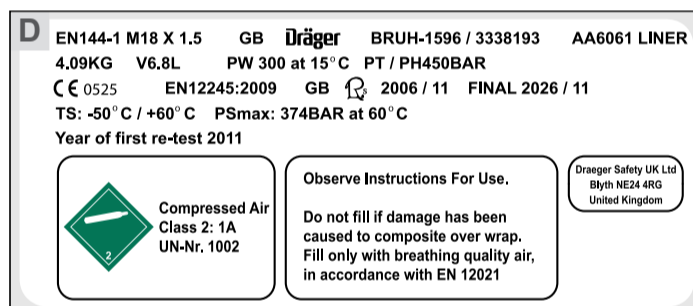 D
EN144-1 M18 X 1.5 GB Dräger BRUH-1596 / 3338193 AA6061 LINER
4.09KG V6.8L PW 300 at 15°C PT / PH450BAR
CE 0525 EN12245:2009 GB 2006 / 11 FINAL 2026 / 11
TS: -50°C / +60°C PSmax: 374BAR at 60°C
Year of first re-test 2011
Compressed Air
Class 2: 1A
UN-Nr. 1002
2
Observe Instructions For Use.
Do not fill if damage has been
caused to composite over wrap.
Fill only with breathing quality air,
in accordance with EN 12021
Draeger Safety UK Ltd
Blyth NE24 4RG
United Kingdom